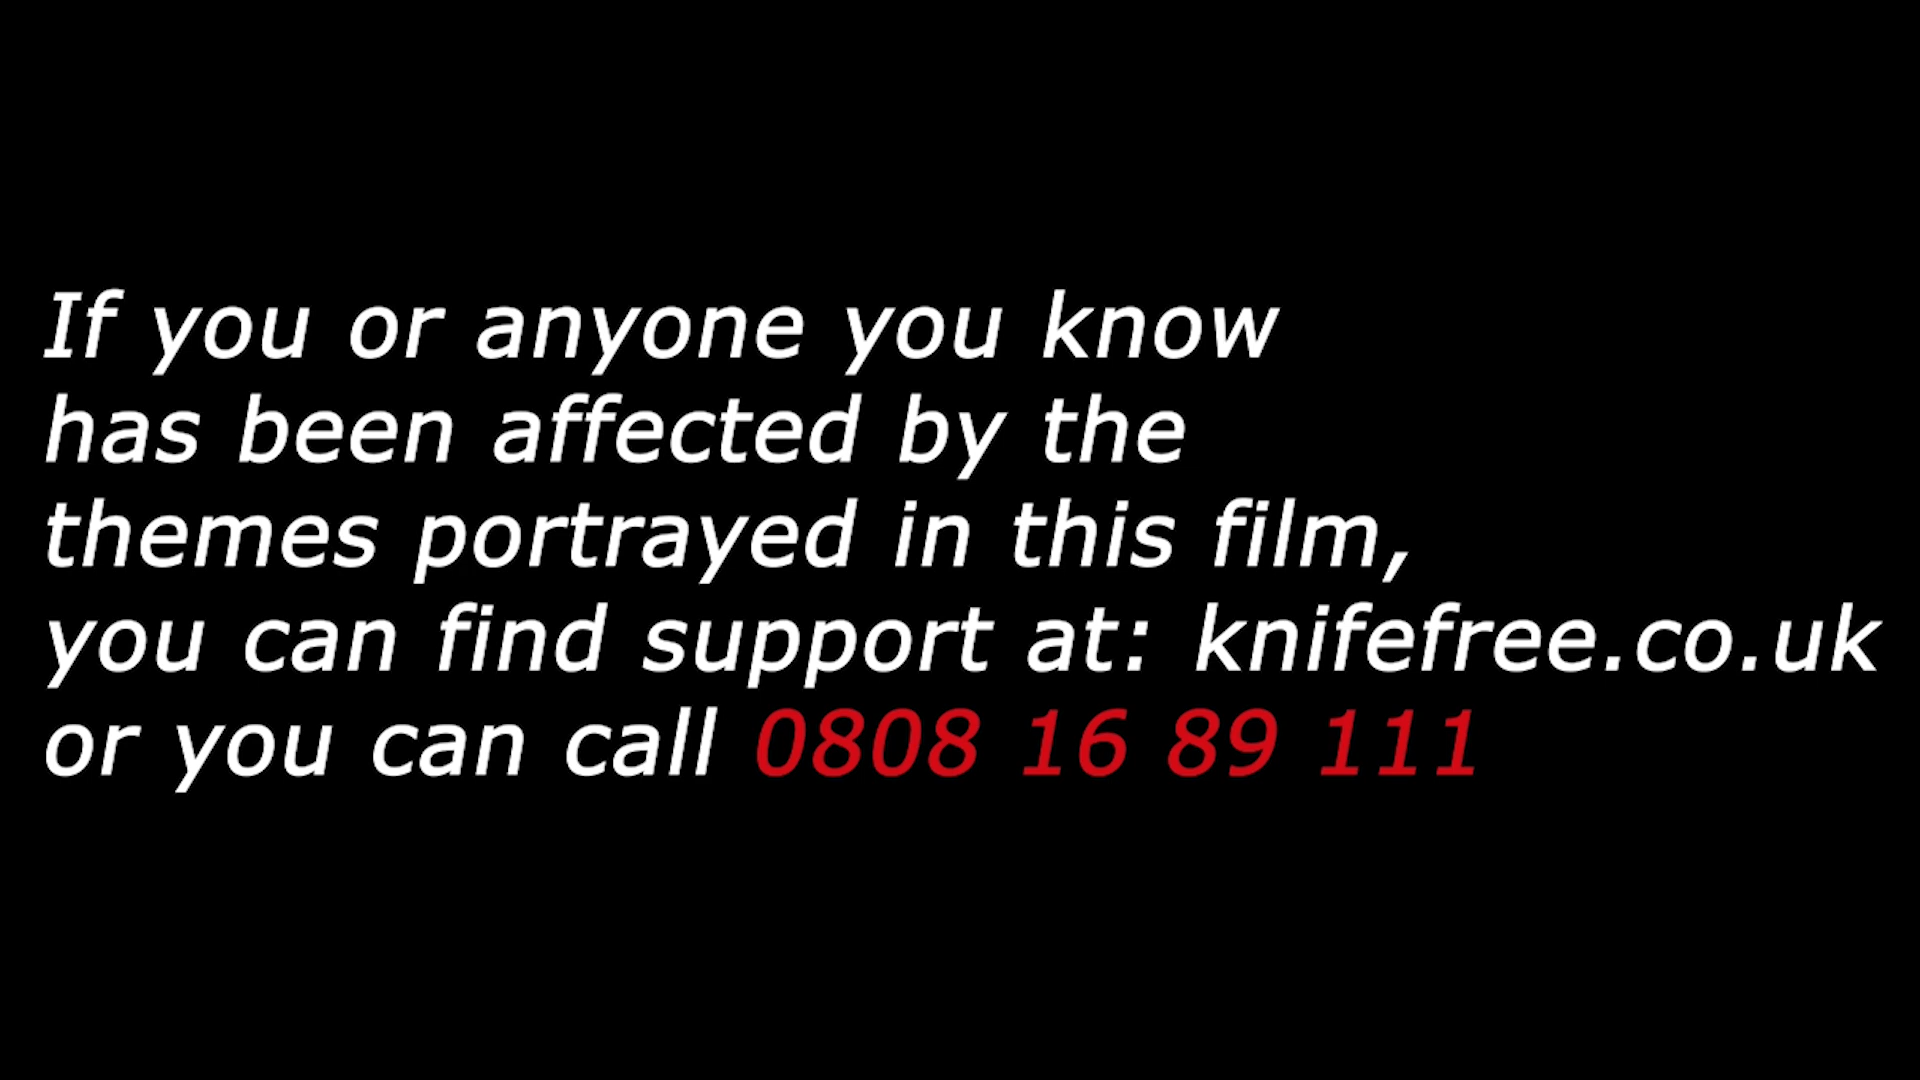 If you or anyone you know
has been affected by the
themes portrayed in this film,
you can find support at: knifefree.co.uk
or you can call 0808 16 89 111